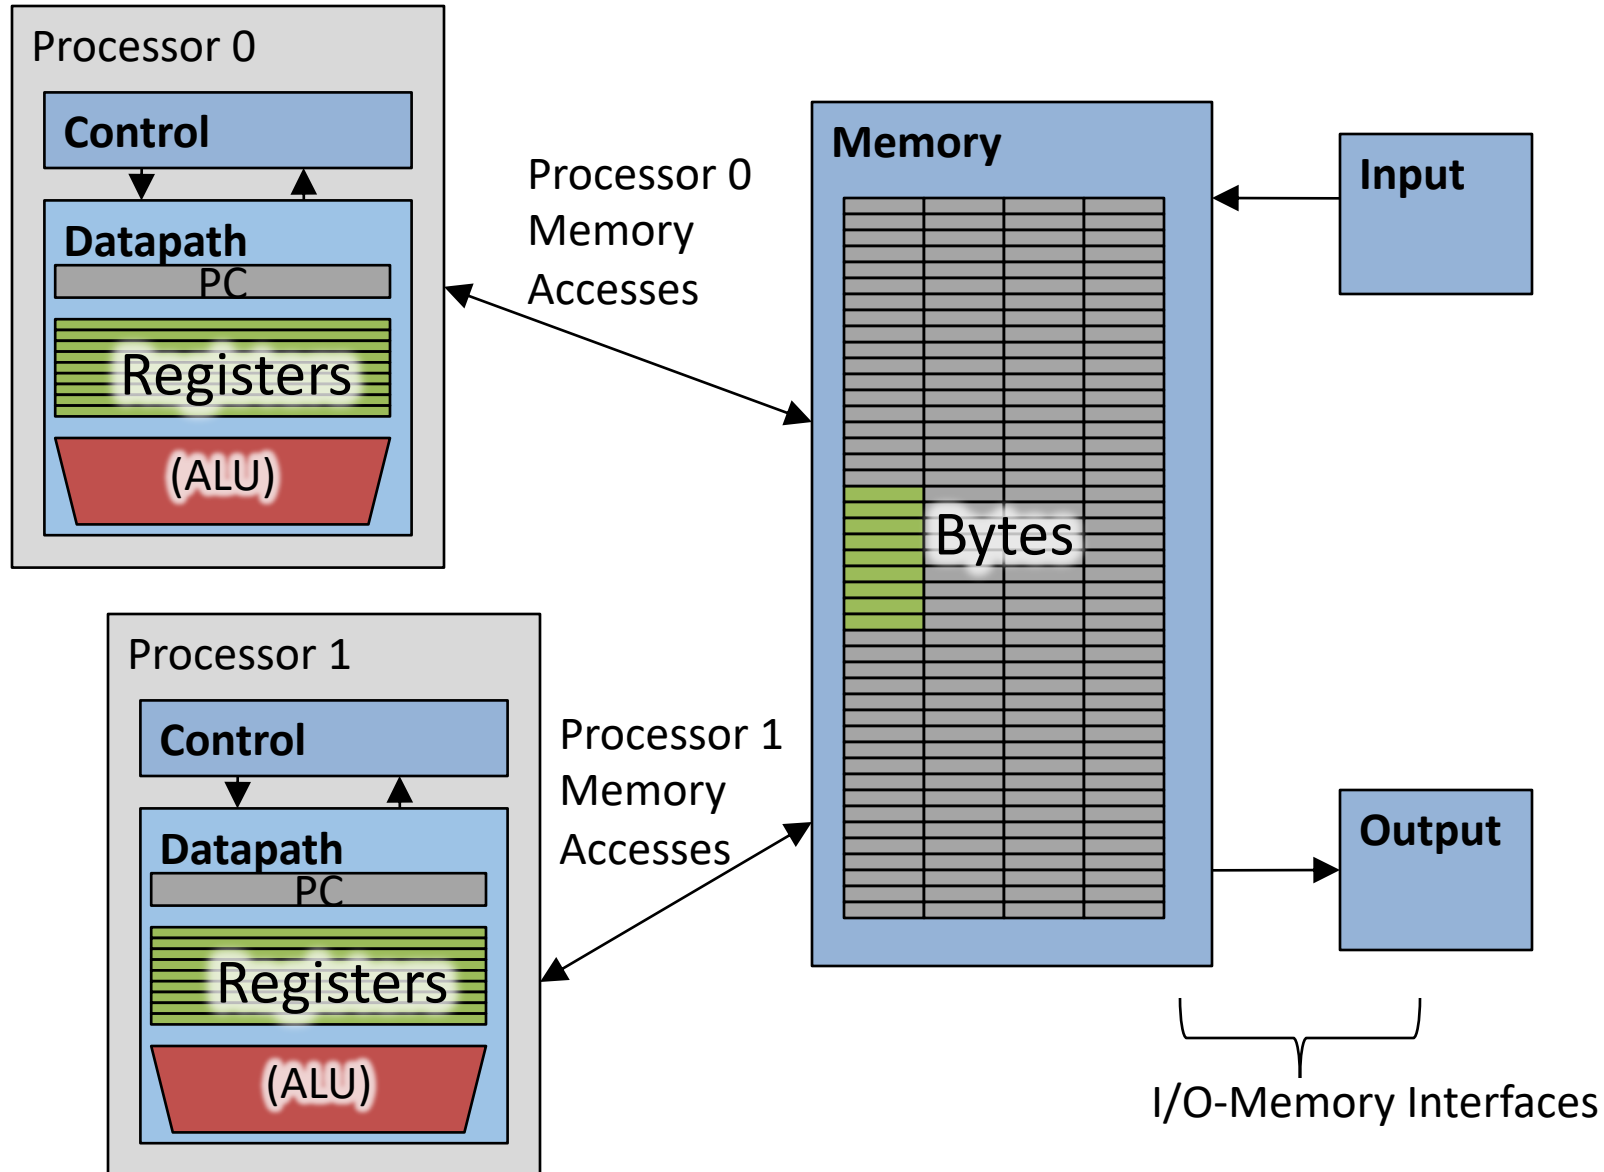 Processor 0
Control
Datapath
PC
Registers
(ALU)
Processor 0
Memory
Accesses
Memory
Bytes
Input
Processor 1
Control
Datapath
PC
Registers
(ALU)
Processor 1
Memory
Accesses
Output
I/O-Memory Interfaces